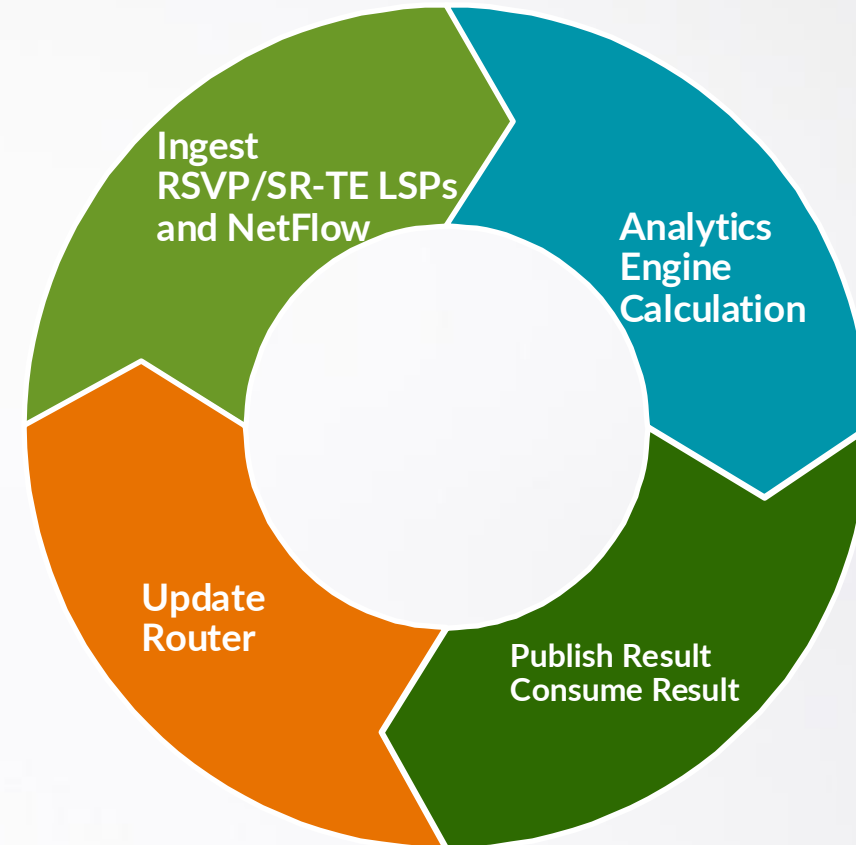 Ingest
RSVP/SR-TE LSPs
and NetFlow
Analytics
Engine
Calculation
Publish Result
Consume Result
Update
Router